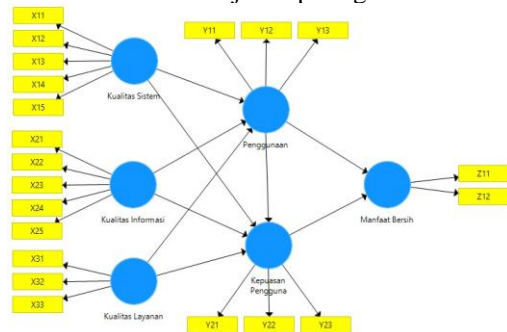 X11
X12
X13
X14
X15
Kualitas Sistem
X21
X22
X23
X24
X25
Kualitas Informasi
X31
X32
X33
Kualitas Layanan
Y11
Y12
Y13
Penggunaan
Kepuasan
Pengguna
Y21
Y22
Y23
Manfaat Bersih
Z11
Z12